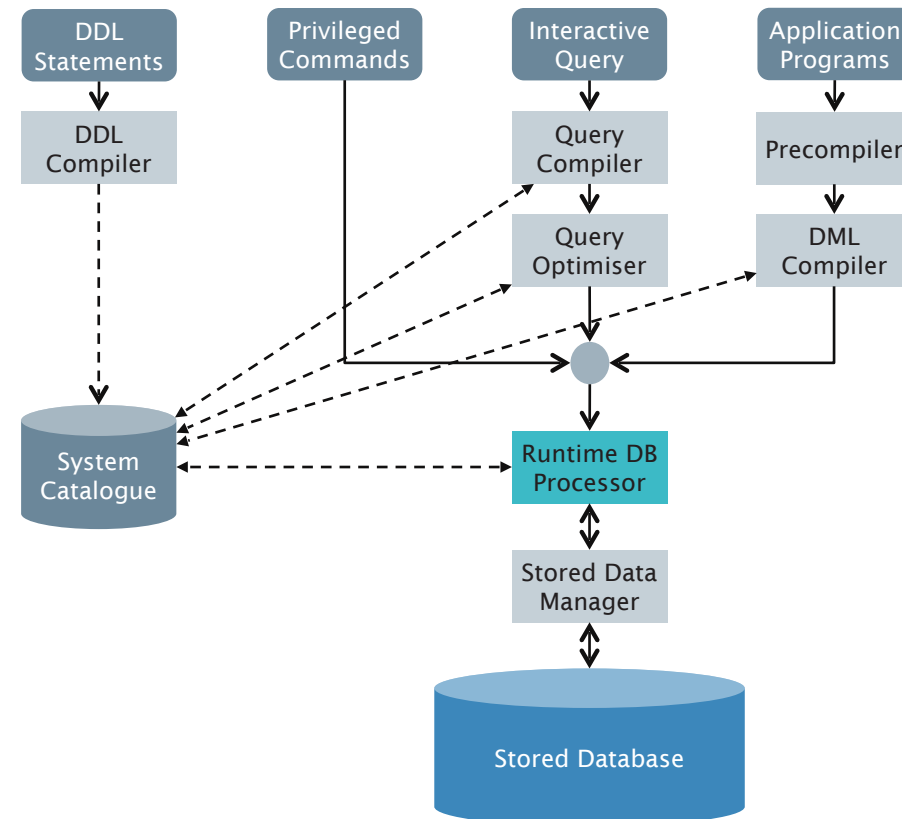 DDL
Statements
Privileged
Commands
Interactive
Query
Application
Programs
DDL
Compiler
Query
Compiler
Precompiler
Query
Optimiser
DML
Compiler
System
Catalogue
Runtime DB
Processor
Stored Data
Manager
Stored Database